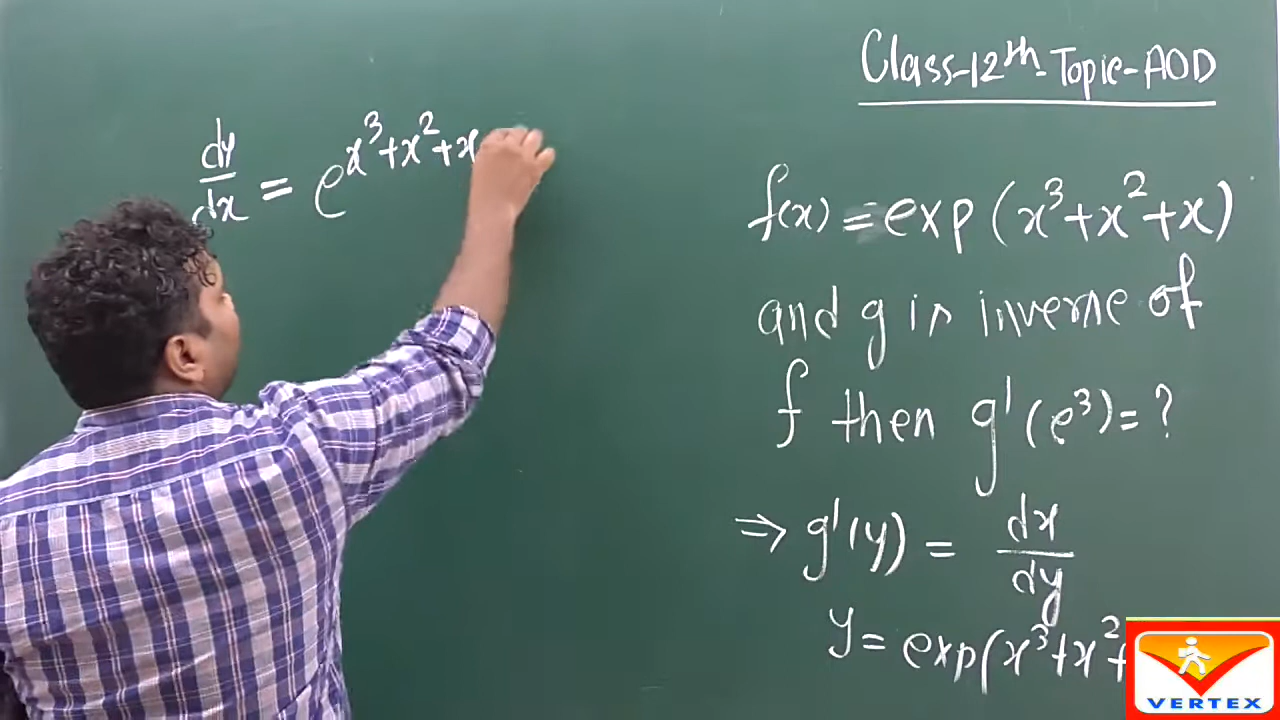 Class-12th-Topic-AOD
dy/dx = e^x³+x²+x
f(x) = exp(x³+x²+x)
and g is inverse of
f then g'(e³)=?
⇒ g'(y) = dx/dy
y = exp(x³+x²+
VERTEX